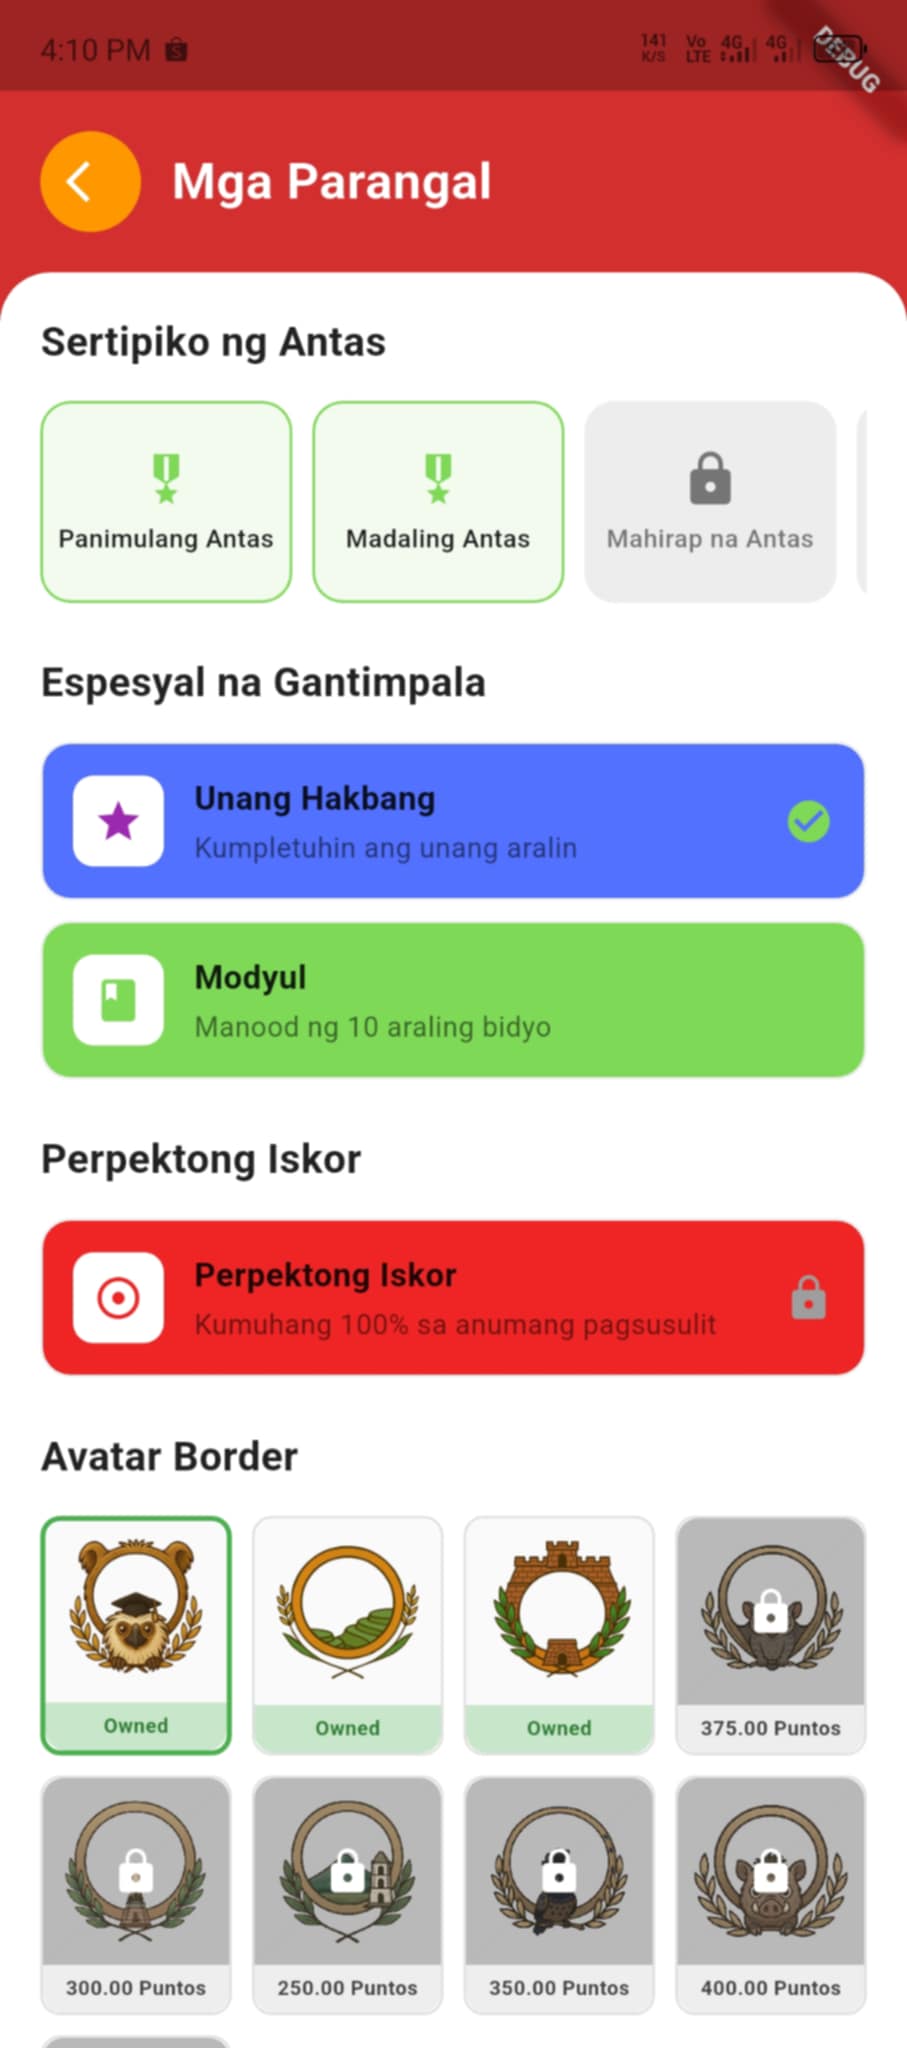 4:10 PM
141 K/S Vo LTE 4G 4G
DEBUG
Mga Parangal
Sertipiko ng Antas
Panimulang Antas
Madaling Antas
Mahirap na Antas
Espesyal na Gantimpala
Unang Hakbang
Kumpletuhin ang unang aralin
Modyul
Manood ng 10 araling bidyo
Perpektong Iskor
Perpektong Iskor
Kumuhang 100% sa anumang pagsusulit
Avatar Border
Owned
Owned
Owned
375.00 Puntos
300.00 Puntos
250.00 Puntos
350.00 Puntos
400.00 Puntos